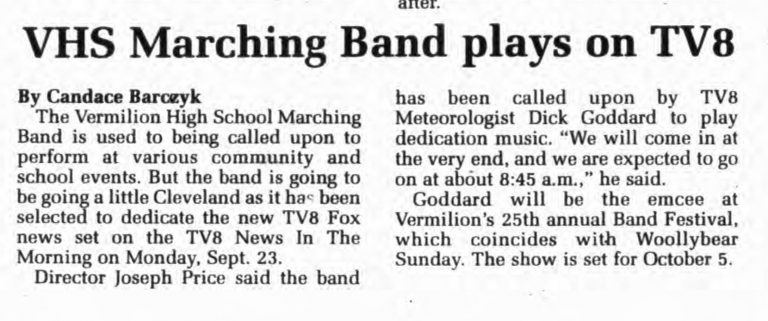 after.
VHS Marching Band plays on TV8
By Candace Barczyk
The Vermilion High School Marching
Band is used to being called upon to
perform at various community and
school events. But the band is going to
be going a little Cleveland as it has been
selected to dedicate the new TV8 Fox
news set on the TV8 News In The
Morning on Monday, Sept. 23.
Director Joseph Price said the band
has been called upon by TV8
Meteorologist Dick Goddard to play
dedication music. “We will come in at
the very end, and we are expected to go
on at about 8:45 a.m.,” he said.
Goddard will be the emcee at
Vermilion's 25th annual Band Festival,
which coincides with Woollybear
Sunday. The show is set for October 5.